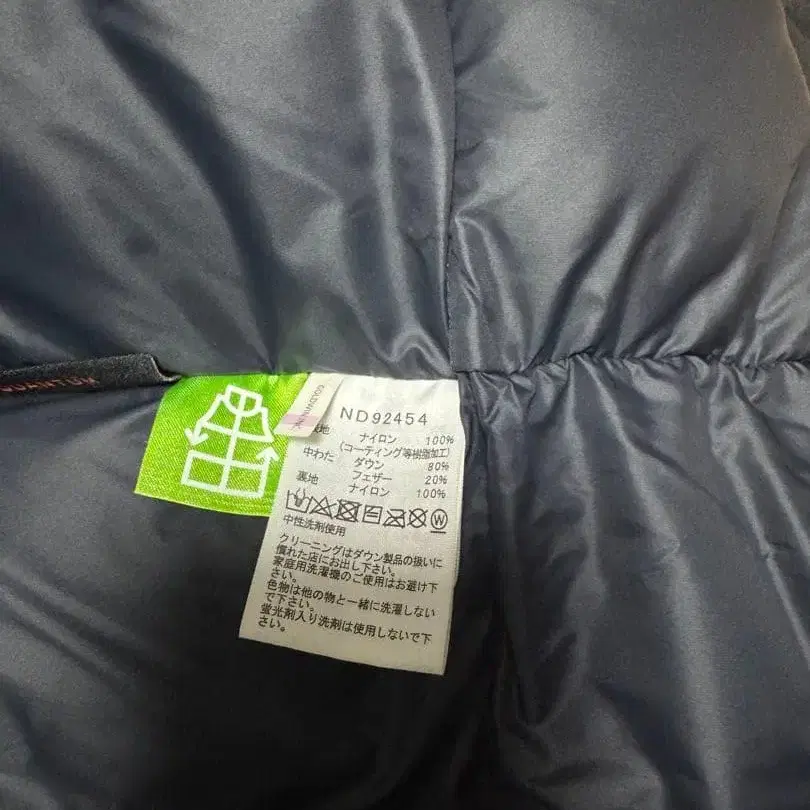 QUANTUM
GOLDWIN INC.
ND92454
表地 ナイロン 100%
(コーティング等樹脂加工)
中わた ダウン 80%
フェザー 20%
裏地 ナイロン 100%
中性洗剤使用
クリーニングはダウン製品の扱いに
慣れた店にお出し下さい。
家庭用洗濯機のご使用はお避け下
さい。
色物は他の物と一緒に洗濯しない
で下さい。
蛍光剤入り洗剤は使用しないで下
さい。